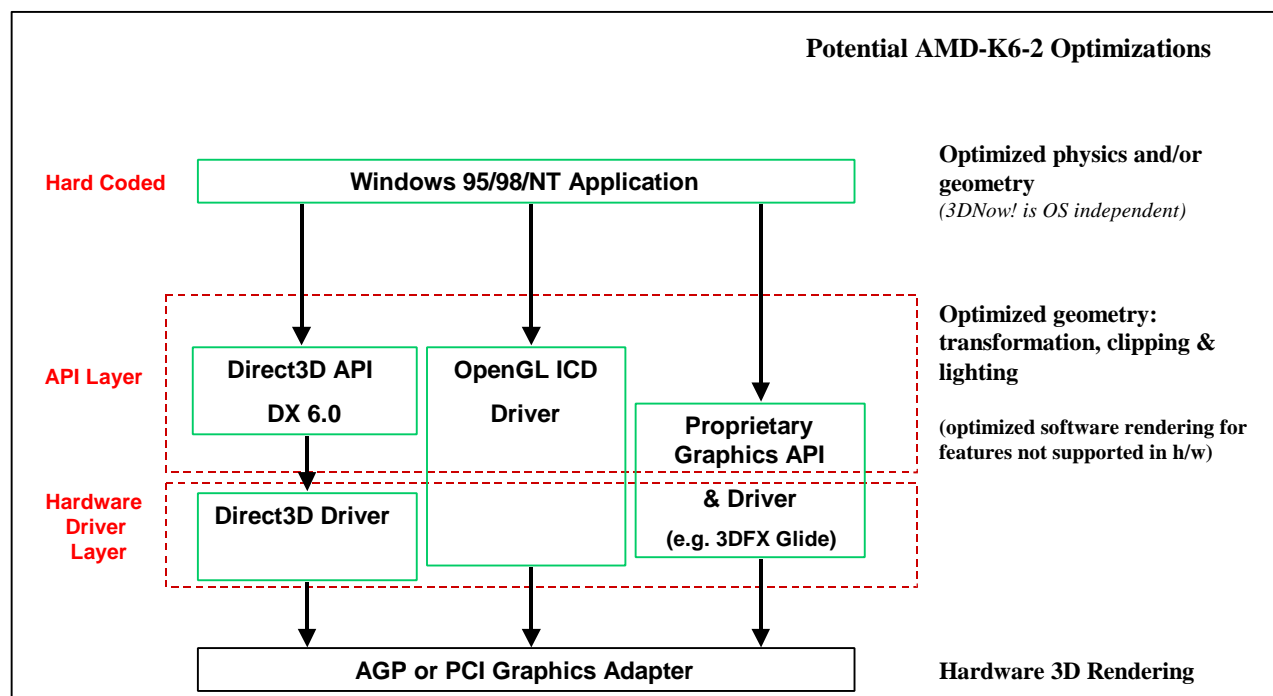 Potential AMD-K6-2 Optimizations
Hard Coded
Windows 95/98/NT Application
Optimized physics and/or
geometry
(3DNow! is OS independent)
API Layer
Direct3D API
DX 6.0
OpenGL ICD
Driver
Proprietary
Graphics API
Optimized geometry:
transformation, clipping &
lighting
(optimized software rendering for
features not supported in h/w)
Hardware
Driver
Layer
Direct3D Driver
& Driver
(e.g. 3DFX Glide)
AGP or PCI Graphics Adapter
Hardware 3D Rendering